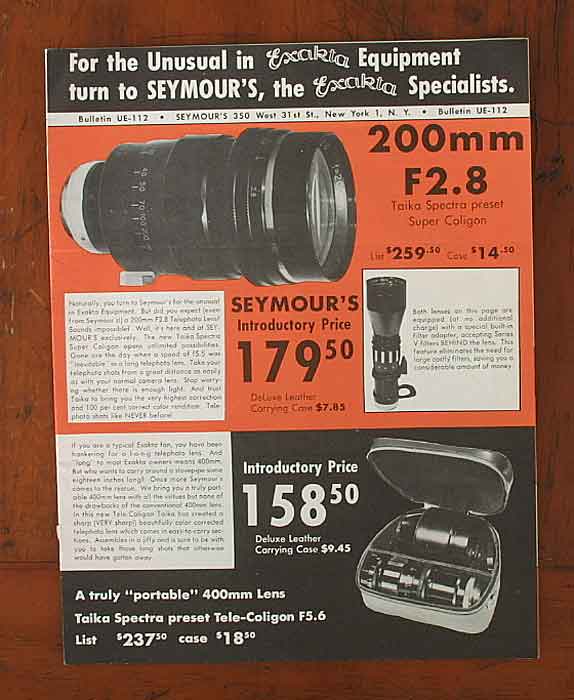 For the Unusual in Exakta Equipment
turn to SEYMOUR'S, the Exakta Specialists.
Bulletin UE-112 • SEYMOUR'S 350 West 31st St., New York 1, N. Y. • Bulletin UE-112
200mm
F2.8
Taika Spectra preset
Super Coligon
List $259.50 Case $14.50
Naturally, you turn to Seymour's for the unusual
in Exakta Equipment. But did you expect (even
from Seymour's) a 200mm F2.8 Telephoto Lens?
Sounds impossible? Well, it's here and at SEY-
MOUR'S exclusively. The new Taika Spectra
Super Coligon opens unlimited possibilities.
Gone are the day when a speed of f5.5 was
"inevitable" in a long telephoto lens. Take your
telephoto shots from a great distance as easily
as with your normal camera lens. Stop worry-
ing whether there is enough light. And trust
Taika to bring you the very highest correction
and 100 per cent correct color rendition. Tele-
photo shots like NEVER before!
SEYMOUR'S
Introductory Price
179.50
DeLuxe Leather
Carrying Case $7.85
Both lenses on this page are
equipped (at no additional
charge) with a special built-in
filter adapter, accepting Series
V filters BEHIND the lens. This
feature eliminates the need for
large costly filters, saving you a
considerable amount of money.
If you are a typical Exakta fan, you have been
hankering for a l-o-n-g telephoto lens. And
"long" to most Exakta owners means 400mm.
But who wants to carry around a stovepipe some
eighteen inches long? Once more Seymour's
comes to the rescue. We bring you a truly port-
able 400mm lens with all the virtues but none of
the drawbacks of the conventional 400mm lens.
In this new Tele-Coligon Taika has created a
sharp (VERY sharp) beautifully color corrected
telephoto lens which comes in easy-to-carry sec-
tions. Assembles in a jiffy and is sure to be with
you to take those long shots that otherwise
would have gotten away.
Introductory Price
158.50
Deluxe Leather
Carrying Case $9.45
A truly "portable" 400mm Lens
Taika Spectra preset Tele-Coligon F5.6
List $237.50 case $18.50